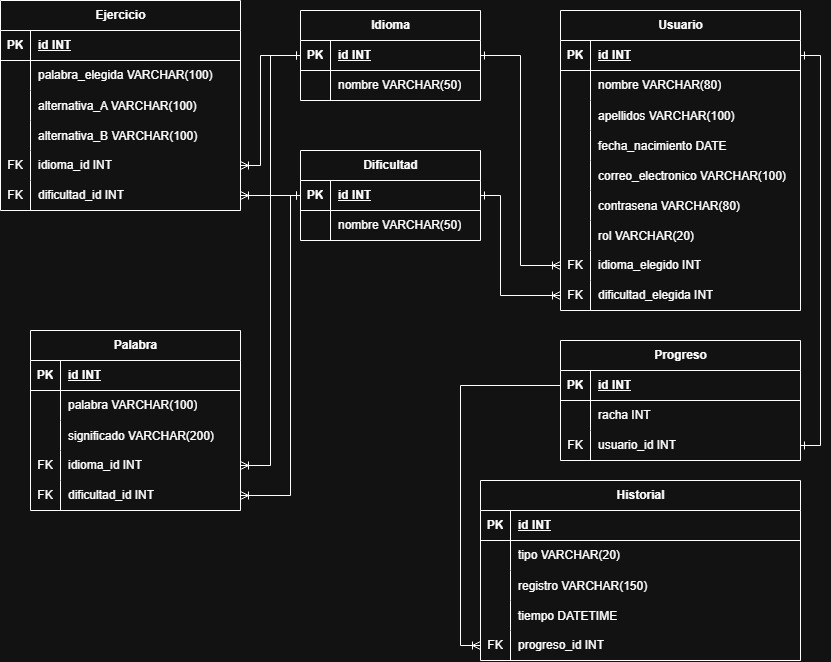 Ejercicio
PK id INT
palabra_elegida VARCHAR(100)
alternativa_A VARCHAR(100)
alternativa_B VARCHAR(100)
FK idioma_id INT
FK dificultad_id INT
Idioma
PK id INT
nombre VARCHAR(50)
Dificultad
PK id INT
nombre VARCHAR(50)
Usuario
PK id INT
nombre VARCHAR(80)
apellidos VARCHAR(100)
fecha_nacimiento DATE
correo_electronico VARCHAR(100)
contrasena VARCHAR(80)
rol VARCHAR(20)
FK idioma_elegido INT
FK dificultad_elegida INT
Palabra
PK id INT
palabra VARCHAR(100)
significado VARCHAR(200)
FK idioma_id INT
FK dificultad_id INT
Progreso
PK id INT
racha INT
FK usuario_id INT
Historial
PK id INT
tipo VARCHAR(20)
registro VARCHAR(150)
tiempo DATETIME
FK progreso_id INT